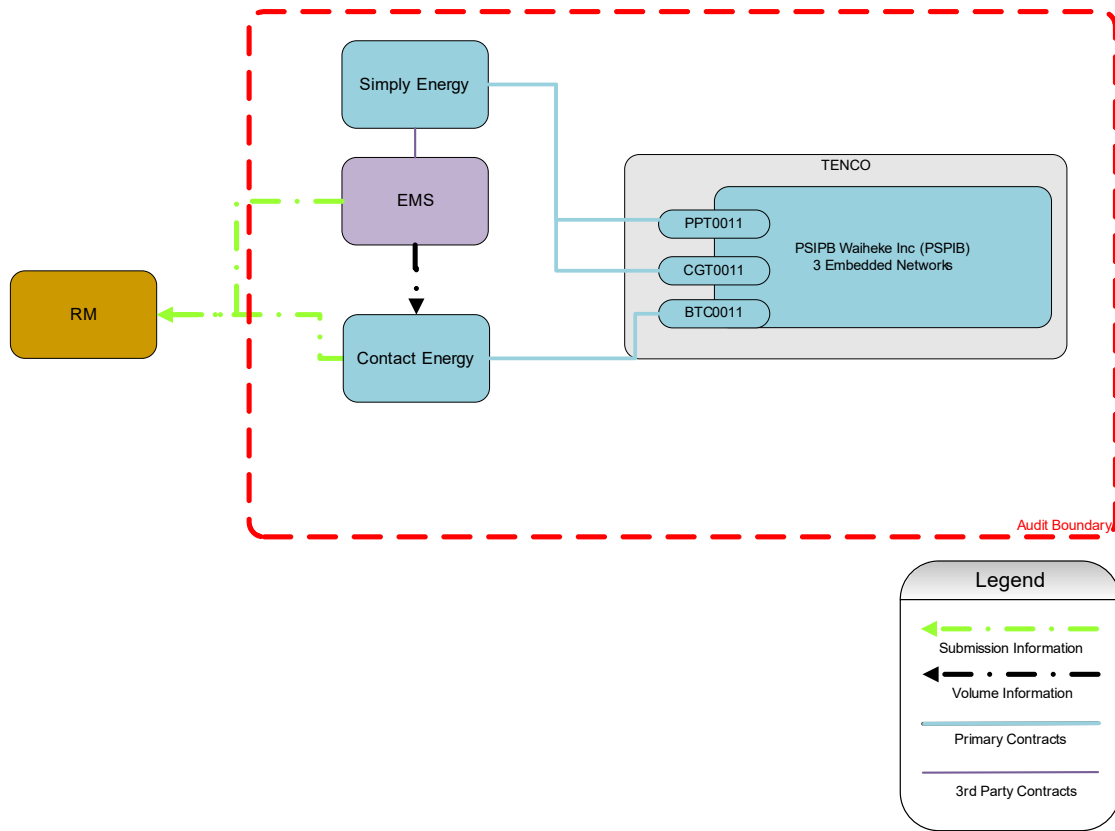 Simply Energy
TENCO
EMS
PPT0011
PSIPB Waiheke Inc (PSPIB)
3 Embedded Networks
CGT0011
BTC0011
RM
Contact Energy
Audit Boundary
Legend
Submission Information
Volume Information
Primary Contracts
3rd Party Contracts